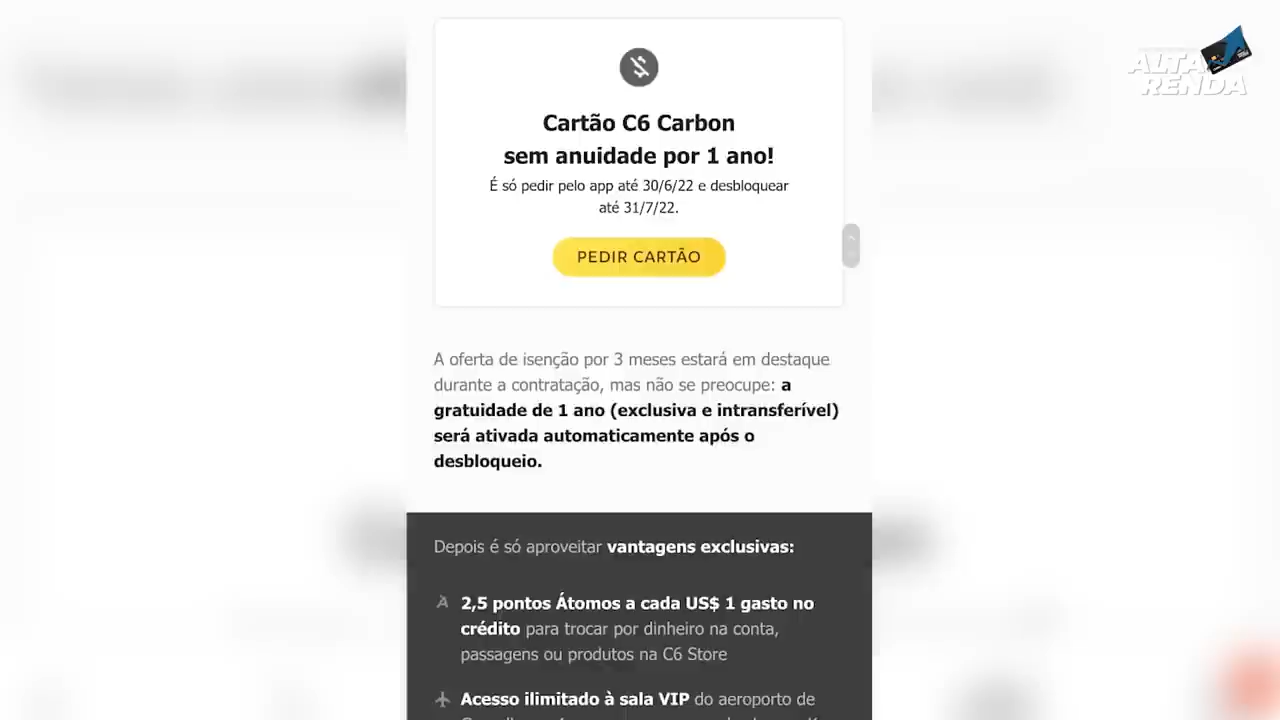 ALTA
RENDA
Cartão C6 Carbon
sem anuidade por 1 ano!
É só pedir pelo app até 30/6/22 e desbloquear
até 31/7/22.
PEDIR CARTÃO
A oferta de isenção por 3 meses estará em destaque
durante a contratação, mas não se preocupe: a
gratuidade de 1 ano (exclusiva e intransferível)
será ativada automaticamente após o
desbloqueio.
Depois é só aproveitar vantagens exclusivas:
2,5 pontos Átomos a cada US$ 1 gasto no
crédito para trocar por dinheiro na conta,
passagens ou produtos na C6 Store
Acesso ilimitado à sala VIP do aeroporto de